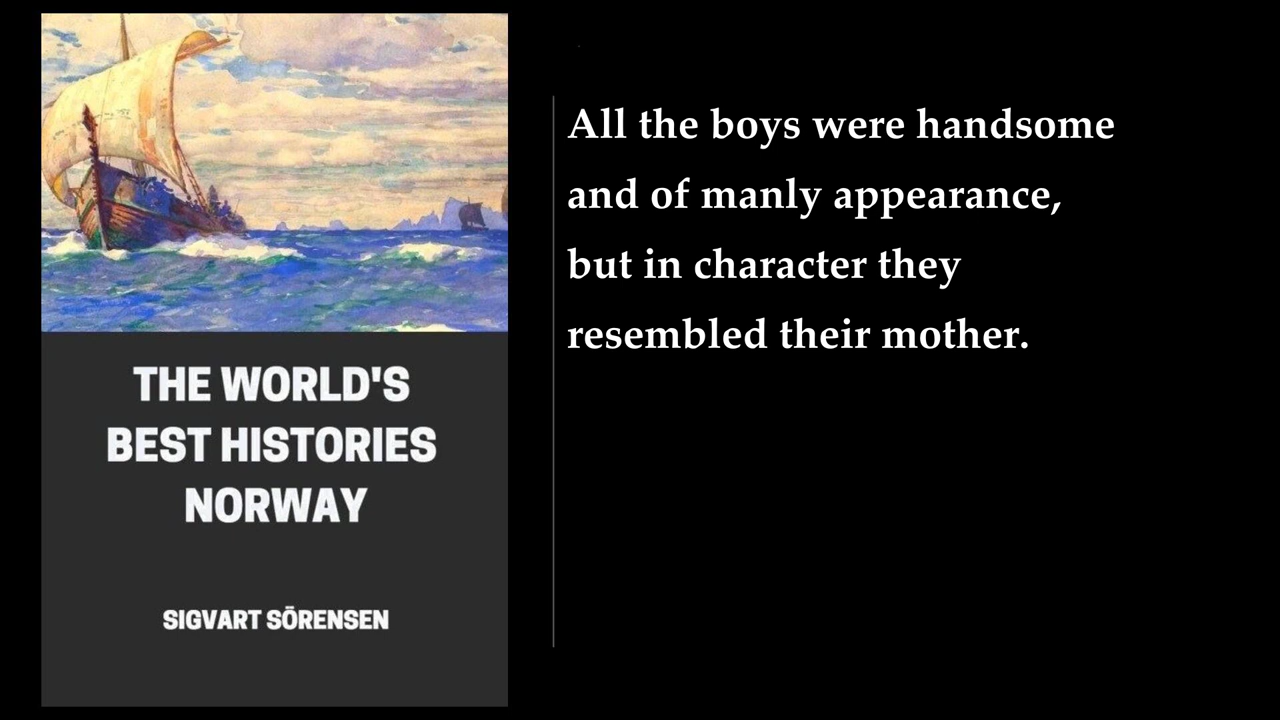 THE WORLD'S
BEST HISTORIES
NORWAY
SIGVART SÖRENSEN
All the boys were handsome
and of manly appearance,
but in character they
resembled their mother.